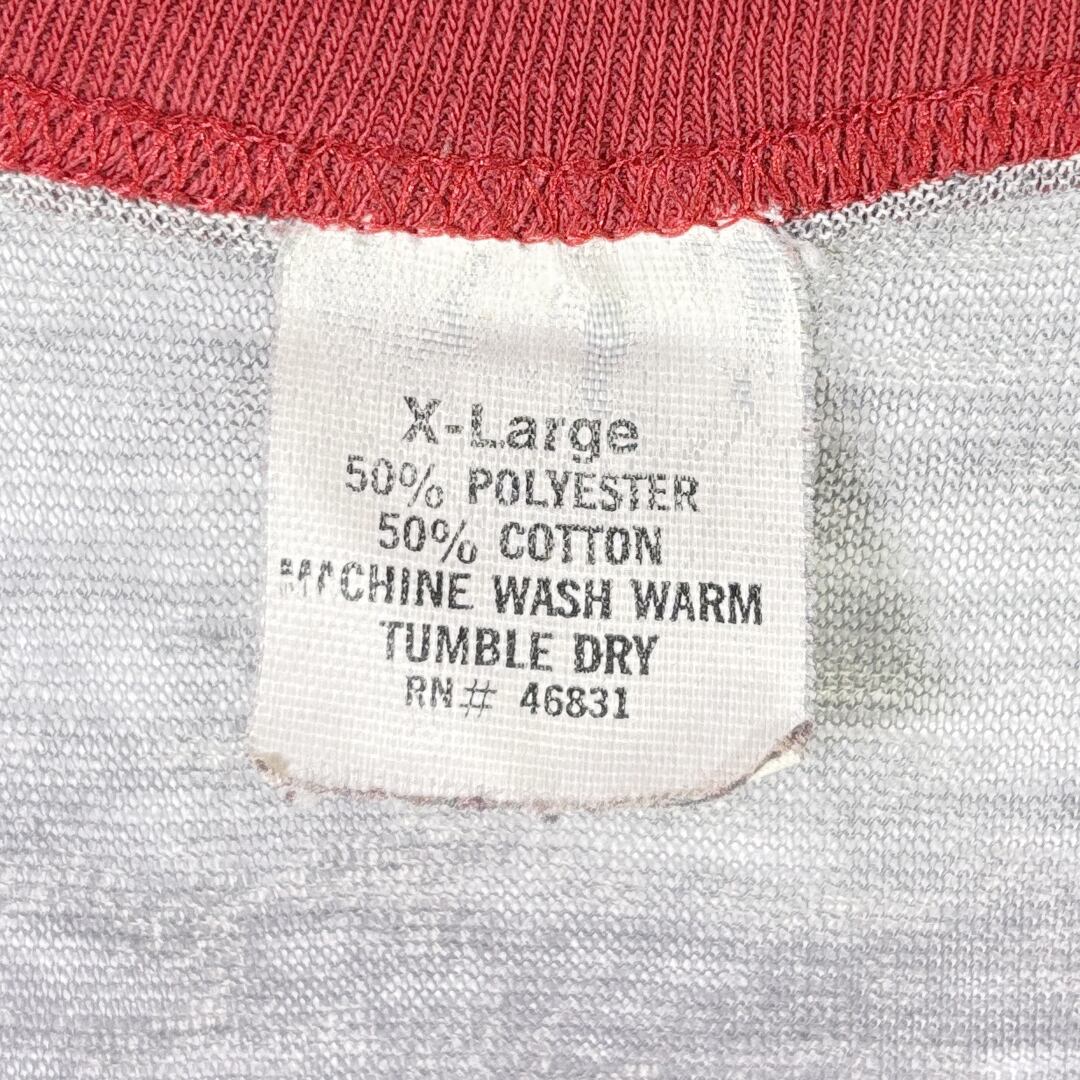 X-Large
50% POLYESTER
50% COTTON
MACHINE WASH WARM
TUMBLE DRY
RN# 46831